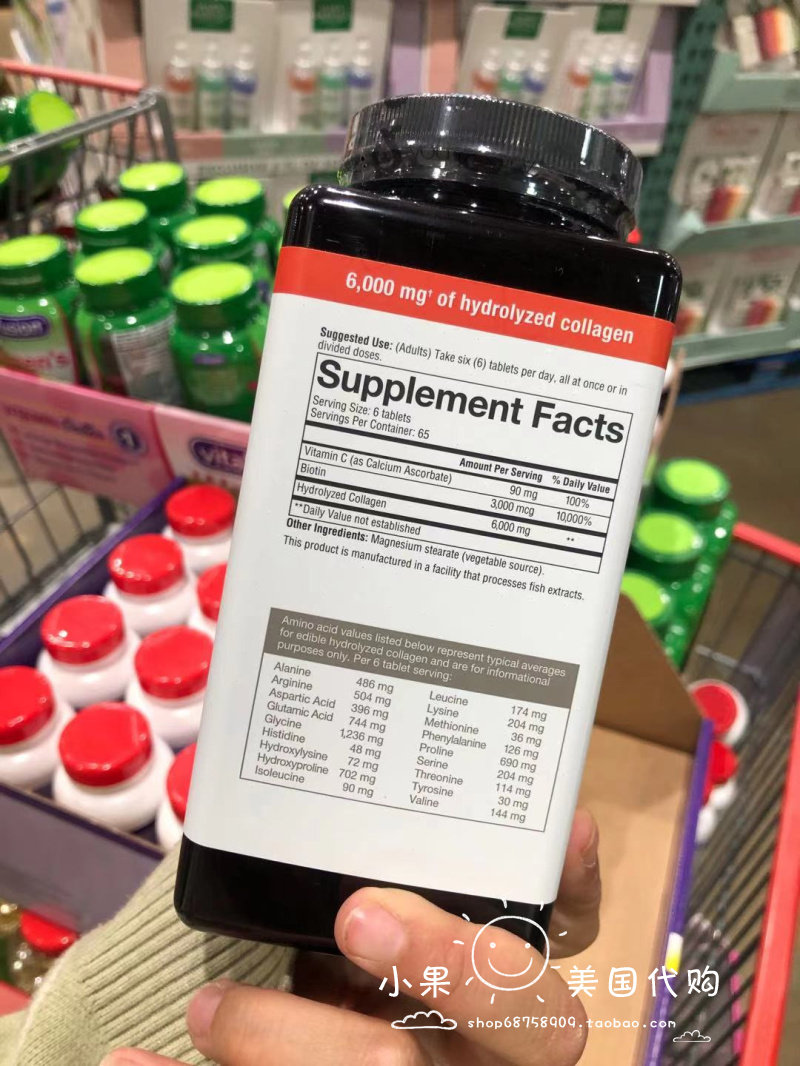 6,000 mg† of hydrolyzed collagen
Suggested Use: (Adults) Take six (6) tablets per day, all at once or in
divided doses.
Supplement Facts
Serving Size: 6 tablets
Servings Per Container: 65
Amount Per Serving % Daily Value
Vitamin C (as Calcium Ascorbate) 90 mg 100%
Biotin 3,000 mcg 10,000%
Hydrolyzed Collagen 6,000 mg **
**Daily Value not established
Other Ingredients: Magnesium stearate (vegetable source).
This product is manufactured in a facility that processes fish extracts.
Amino acid values listed below represent typical averages
for edible hydrolyzed collagen and are for informational
purposes only. Per 6 tablet serving:
Alanine 486 mg
Arginine 504 mg
Aspartic Acid 396 mg
Glutamic Acid 744 mg
Glycine 1,236 mg
Histidine 48 mg
Hydroxylysine 72 mg
Hydroxyproline 702 mg
Isoleucine 90 mg
Leucine 174 mg
Lysine 204 mg
Methionine 36 mg
Phenylalanine 126 mg
Proline 690 mg
Serine 204 mg
Threonine 114 mg
Tyrosine 30 mg
Valine 144 mg
小果 美国代购
shop68758909.taobao.com